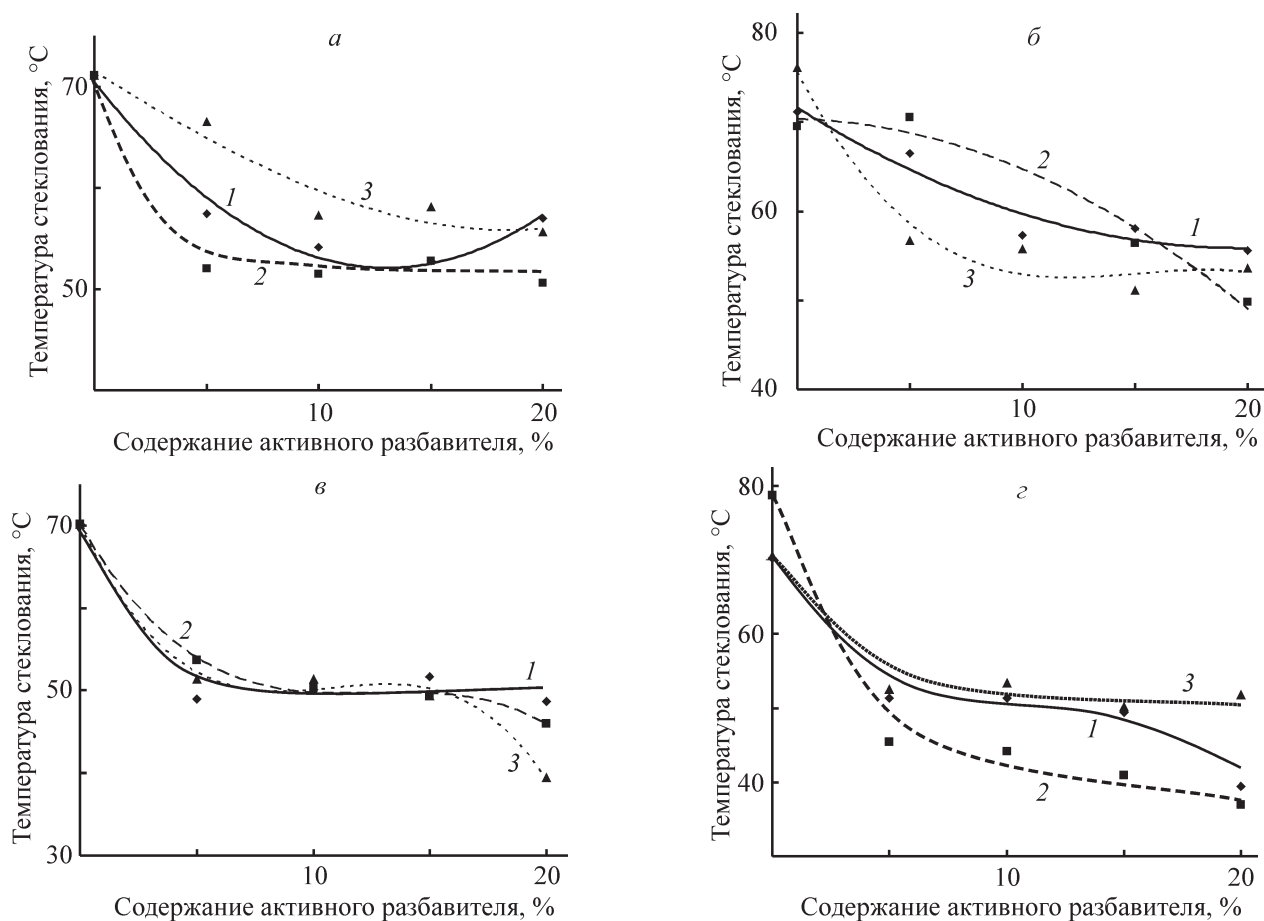 а
Температура стеклования, °C
70
50
1
2
3
10
20
Содержание активного разбавителя, %
б
Температура стеклования, °C
80
60
40
2
1
3
10
20
Содержание активного разбавителя, %
в
Температура стеклования, °C
70
50
30
2
1
3
10
20
Содержание активного разбавителя, %
г
Температура стеклования, °C
80
60
40
3
1
2
10
20
Содержание активного разбавителя, %